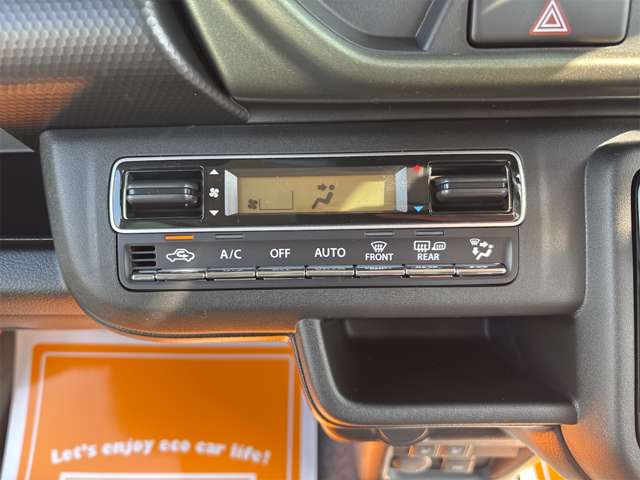 A/C OFF AUTO FRONT REAR
Let's enjoy eco car life!